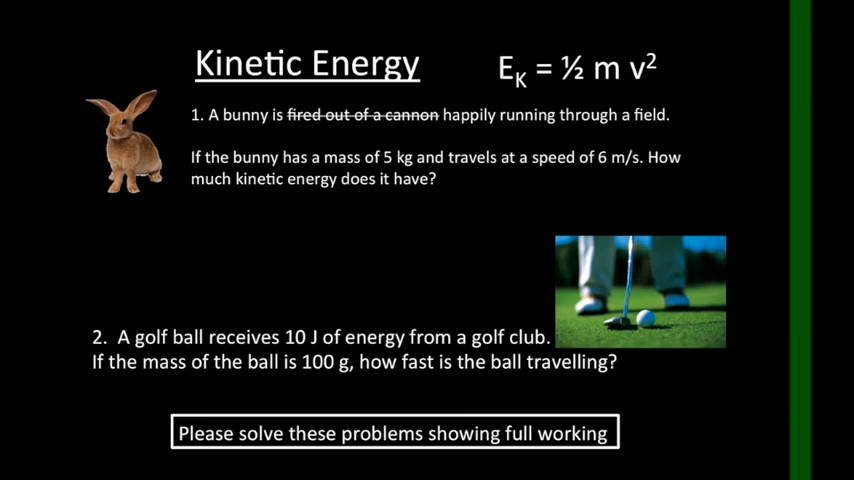 Kinetic Energy
E_K = ½ m v²
1. A bunny is ~~fired out of a cannon~~ happily running through a field.
If the bunny has a mass of 5 kg and travels at a speed of 6 m/s. How
much kinetic energy does it have?
2. A golf ball receives 10 J of energy from a golf club.
If the mass of the ball is 100 g, how fast is the ball travelling?
Please solve these problems showing full working